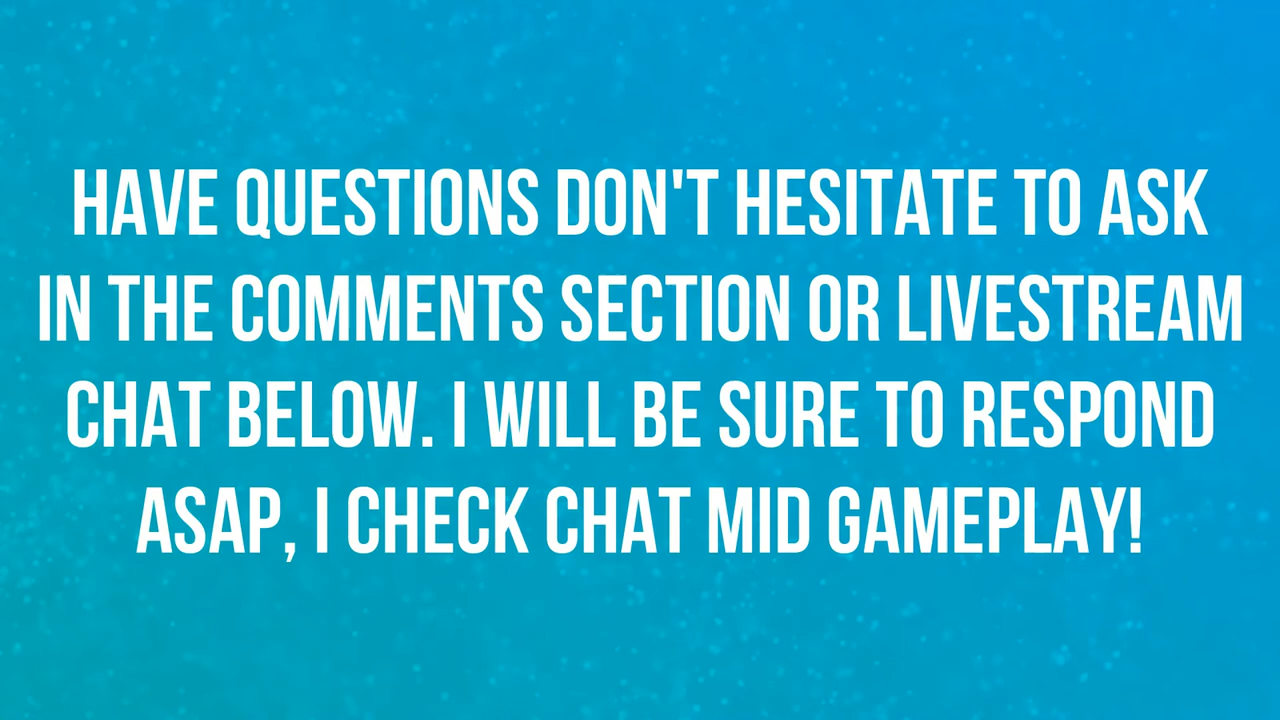 HAVE QUESTIONS DON'T HESITATE TO ASK
IN THE COMMENTS SECTION OR LIVESTREAM
CHAT BELOW. I WILL BE SURE TO RESPOND
ASAP, I CHECK CHAT MID GAMEPLAY!